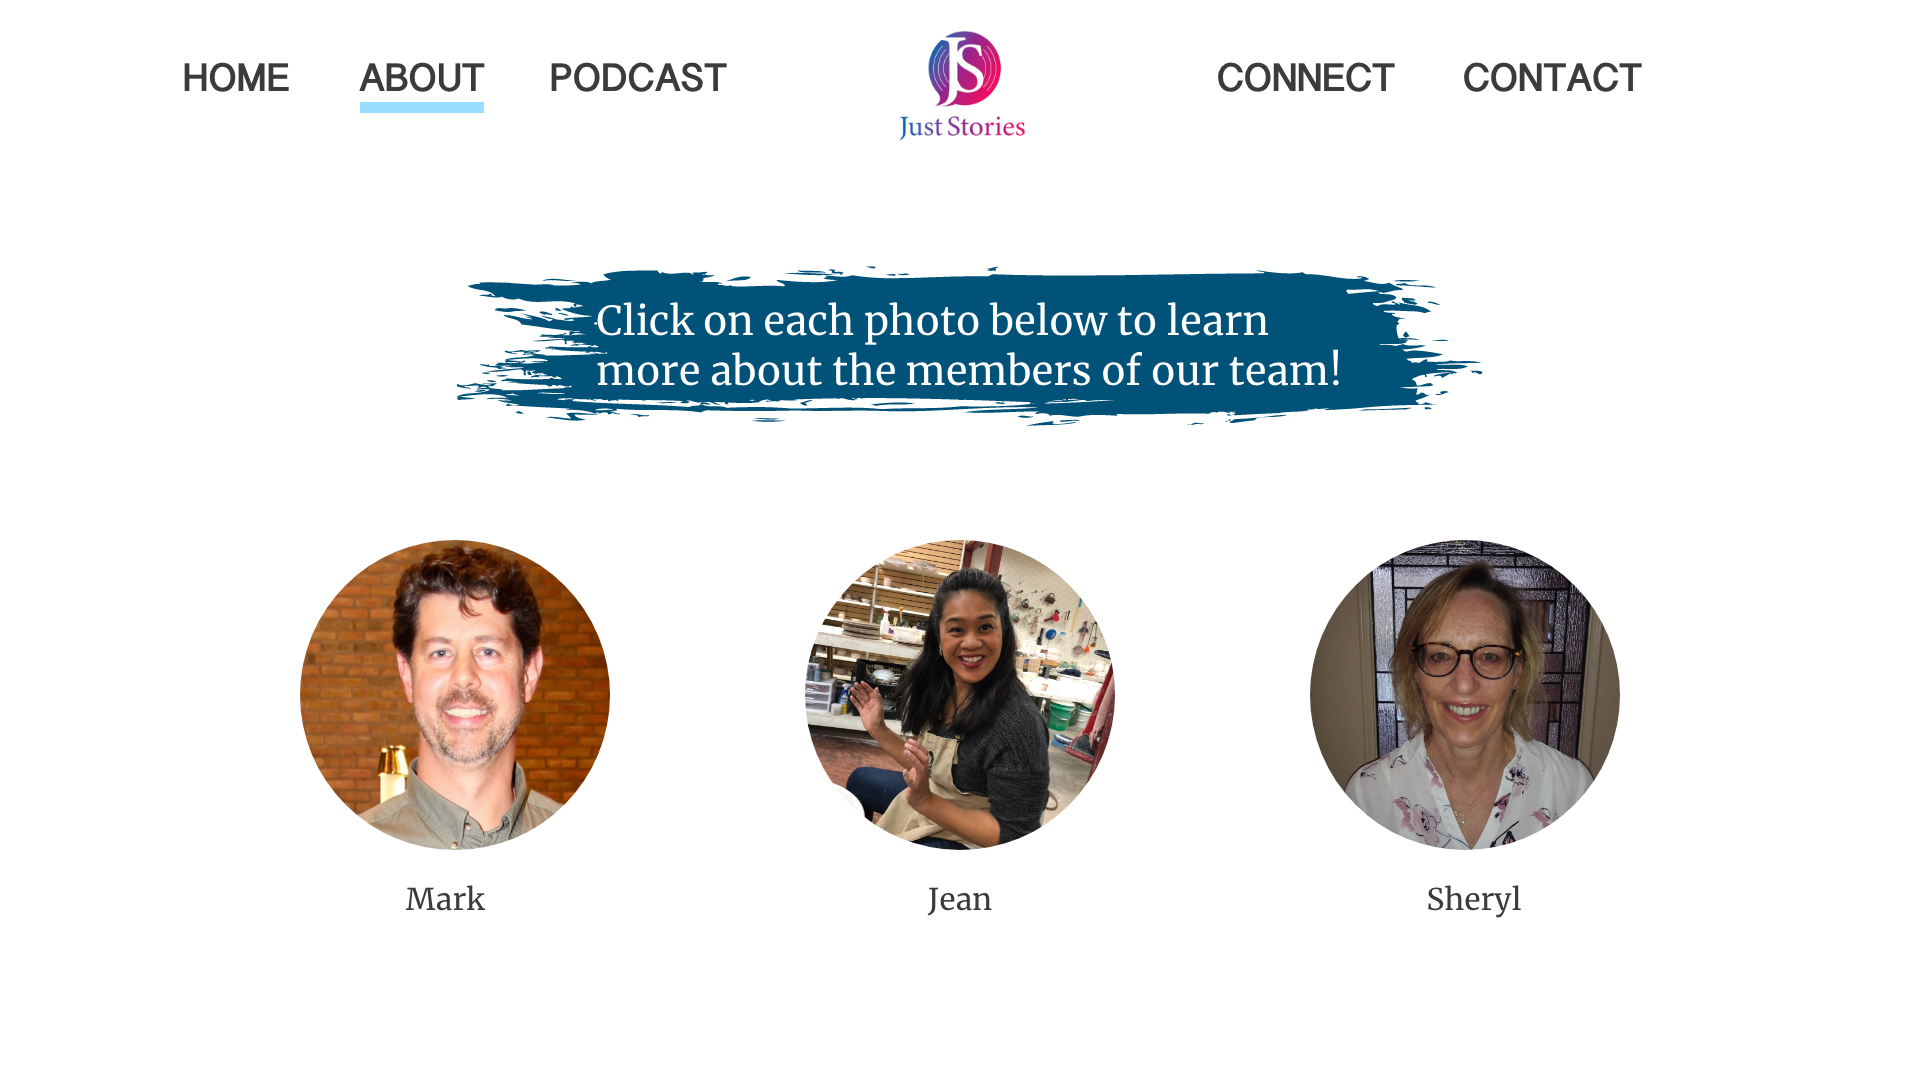 HOME ABOUT PODCAST JS CONNECT CONTACT
Just Stories
Click on each photo below to learn
more about the members of our team!
Mark Jean Sheryl